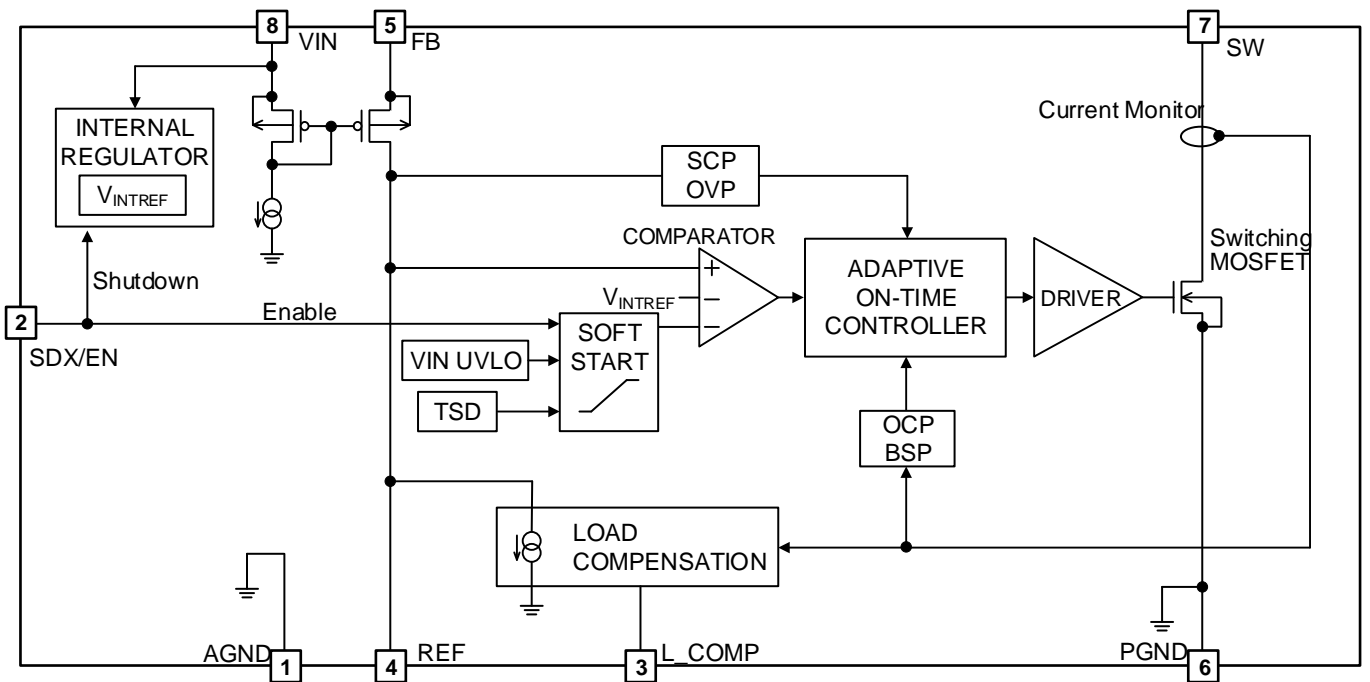 8
VIN
5
FB
7
SW
INTERNAL
REGULATOR
VINTREF
Current Monitor
SCP
OVP
COMPARATOR
+
VINTREF
−
−
ADAPTIVE
ON-TIME
CONTROLLER
DRIVER
Switching
MOSFET
Shutdown
2
SDX/EN
Enable
SOFT
START
VIN UVLO
TSD
OCP
BSP
LOAD
COMPENSATION
AGND
1
4
REF
3
L_COMP
PGND
6